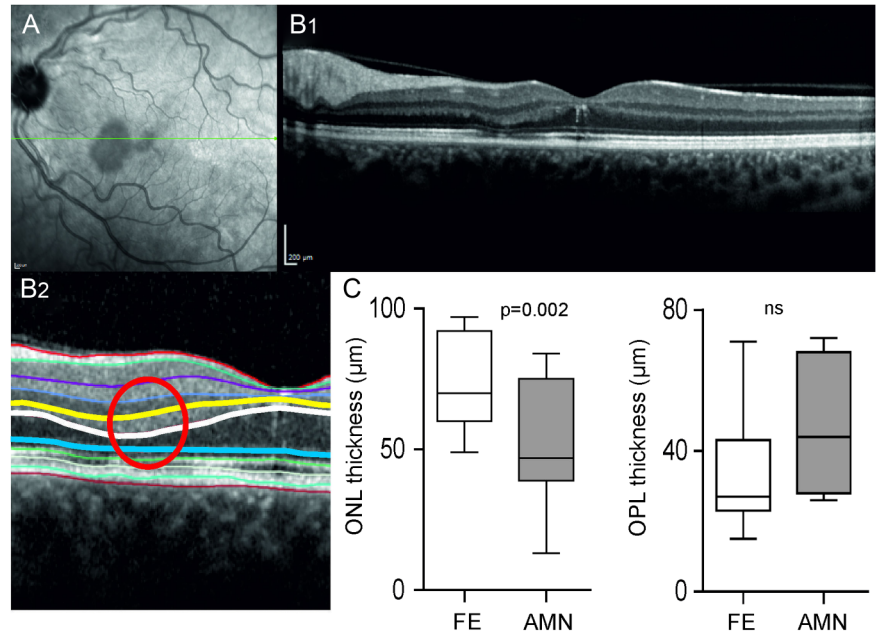 A
B1
200 µm
B2
C
100
50
0
ONL thickness (µm)
p=0.002
FE
AMN
80
40
0
OPL thickness (µm)
ns
FE
AMN